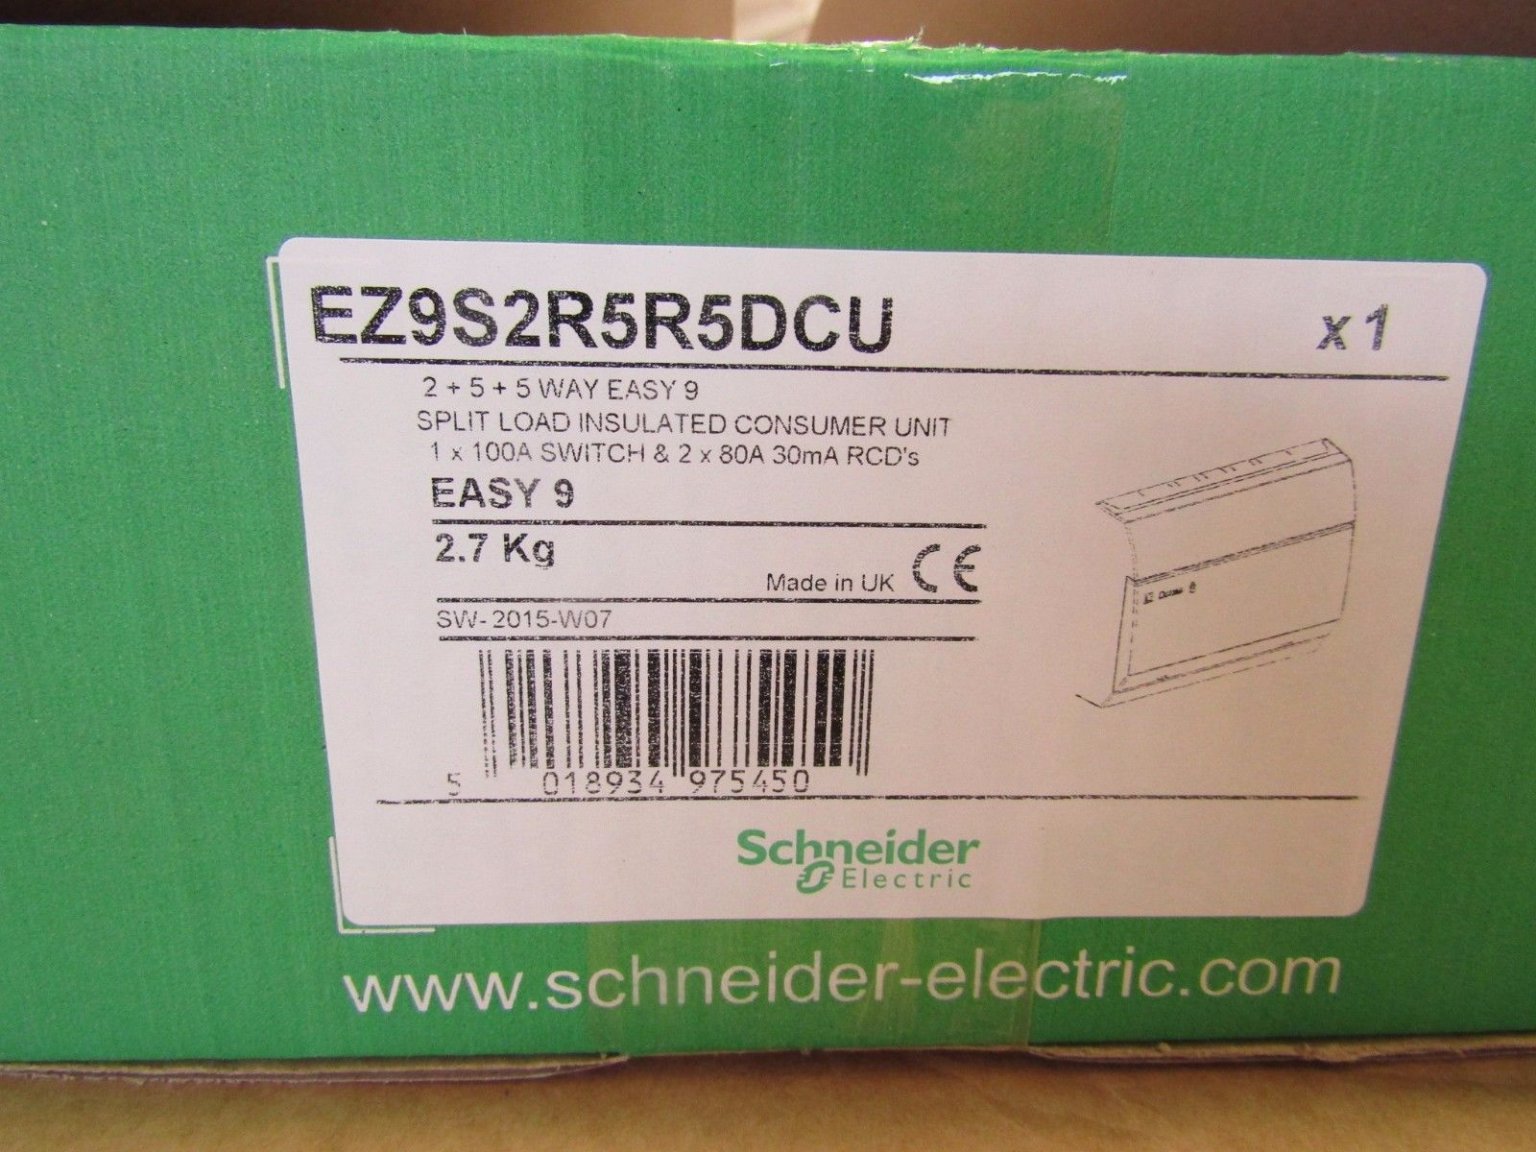 EZ9S2R5R5DCU x 1
2 + 5 + 5 WAY EASY 9
SPLIT LOAD INSULATED CONSUMER UNIT
1 x 100A SWITCH & 2 x 80A 30mA RCD's
EASY 9
2.7 Kg
Made in UK CE
SW-2015-W07
5 018934 975450
Schneider
Electric
www.schneider-electric.com